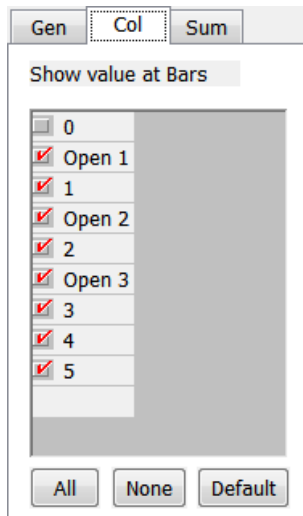 Gen Col Sum
Show value at Bars
0
Open 1
1
Open 2
2
Open 3
3
4
5
All None Default